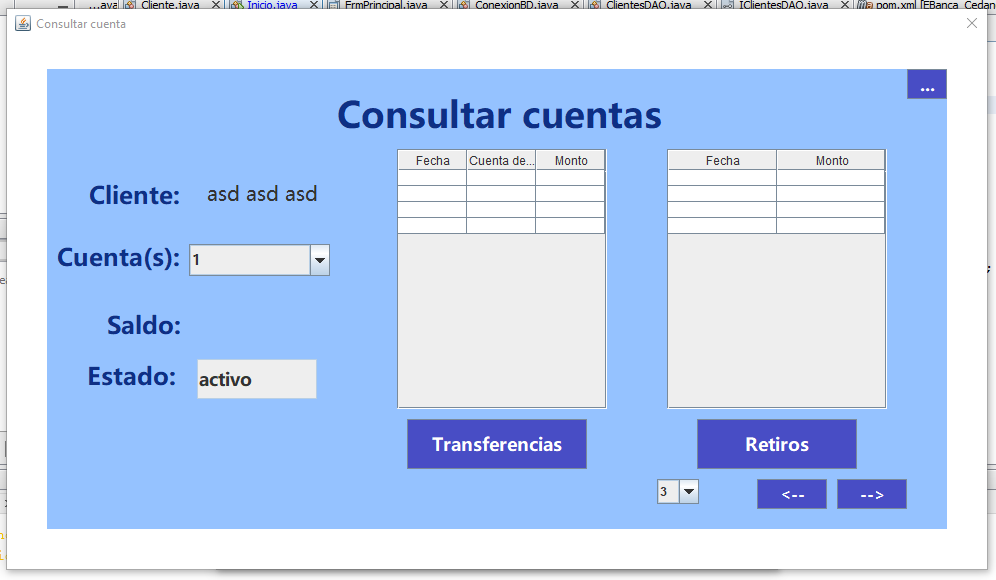 ...ava Cliente.java Inicio.java FrmPrincipal.java ConexionBD.java ClientesDAO.java IClientesDAO.java pom.xml [EBanca_Cedan
Consultar cuenta
...
Consultar cuentas
Cliente: asd asd asd
Cuenta(s): 1
Saldo:
Estado: activo
Fecha Cuenta de... Monto
Fecha Monto
Transferencias
Retiros
3
<-- -->